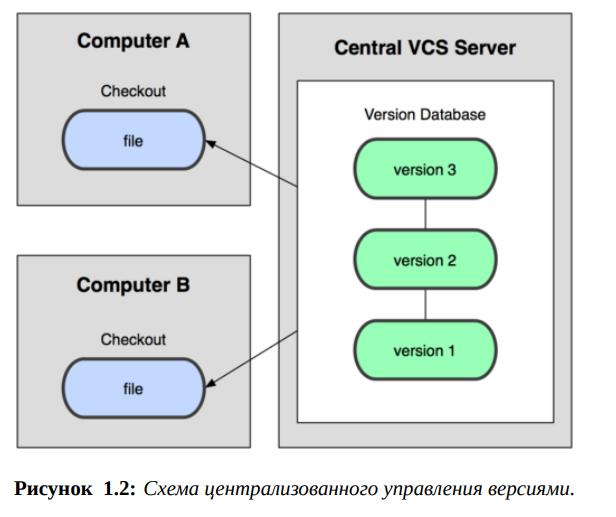 Computer A
Checkout
file
Central VCS Server
Version Database
version 3
version 2
version 1
Computer B
Checkout
file
Рисунок 1.2: Схема централизованного управления версиями.